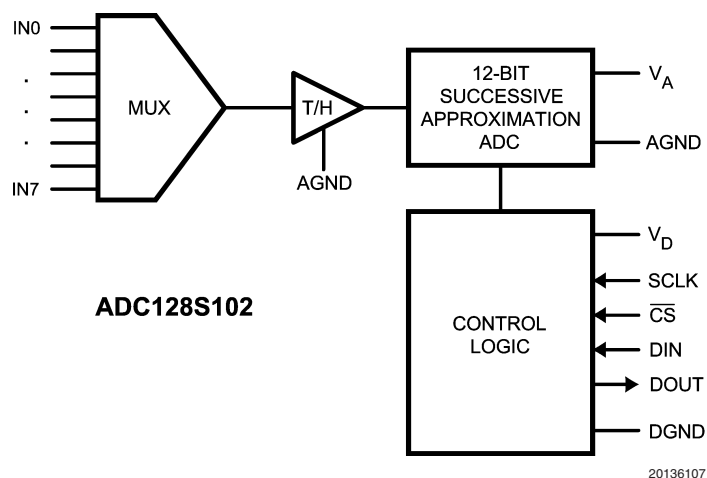 IN0
.
.
.
IN7
MUX
T/H
AGND
12-BIT
SUCCESSIVE
APPROXIMATION
ADC
VA
AGND
ADC128S102
CONTROL
LOGIC
VD
SCLK
C̅S̅
DIN
DOUT
DGND
20136107